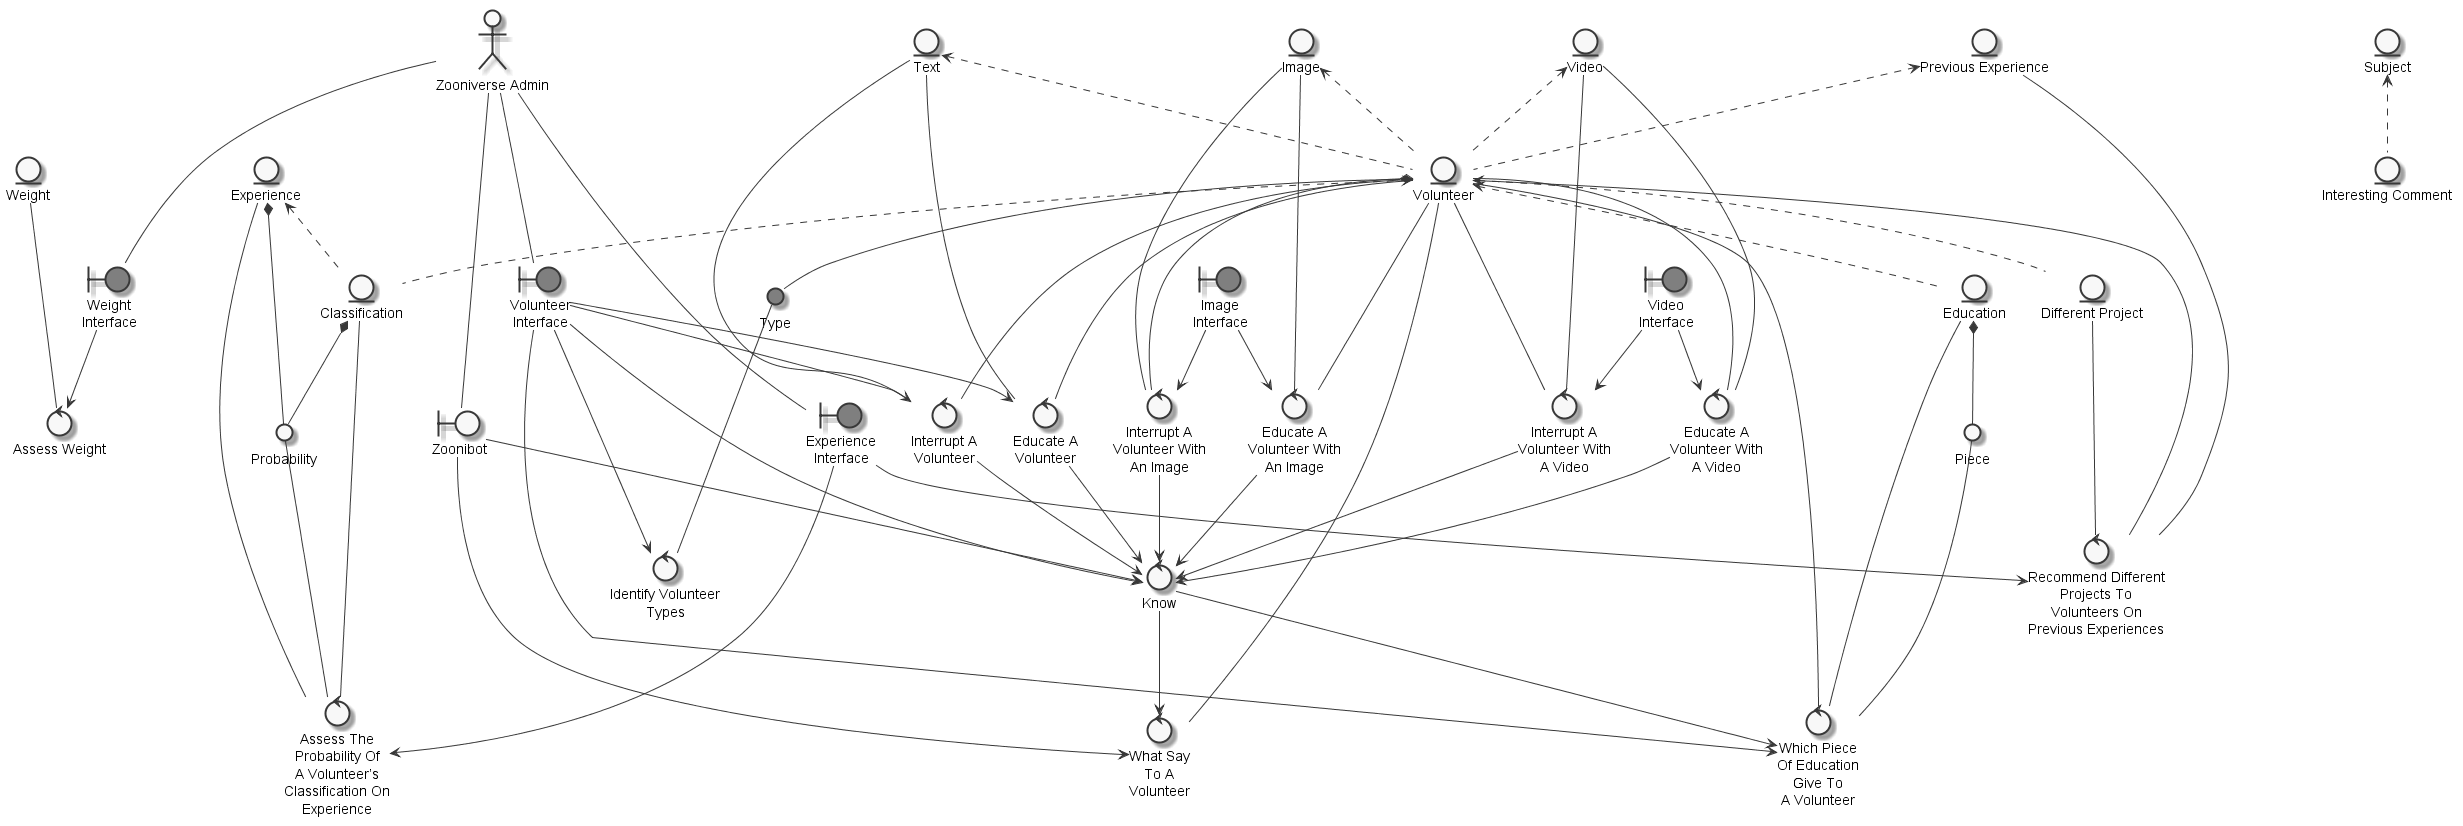 Zooniverse Admin
Text
Image
Video
Previous Experience
Subject
Weight
Experience
Volunteer
Interesting Comment
Weight
Interface
Classification
Volunteer
Interface
Type
Image
Interface
Video
Interface
Education
Different Project
Assess Weight
Probability
Zoonibot
Experience
Interface
Interrupt A
Volunteer
Educate A
Volunteer
Interrupt A
Volunteer With
An Image
Educate A
Volunteer With
An Image
Interrupt A
Volunteer With
A Video
Educate A
Volunteer With
A Video
Piece
Identify Volunteer
Types
Know
Recommend Different
Projects To
Volunteers On
Previous Experiences
Assess The
Probability Of
A Volunteer's
Classification On
Experience
What Say
To A
Volunteer
Which Piece
Of Education
Give To
A Volunteer